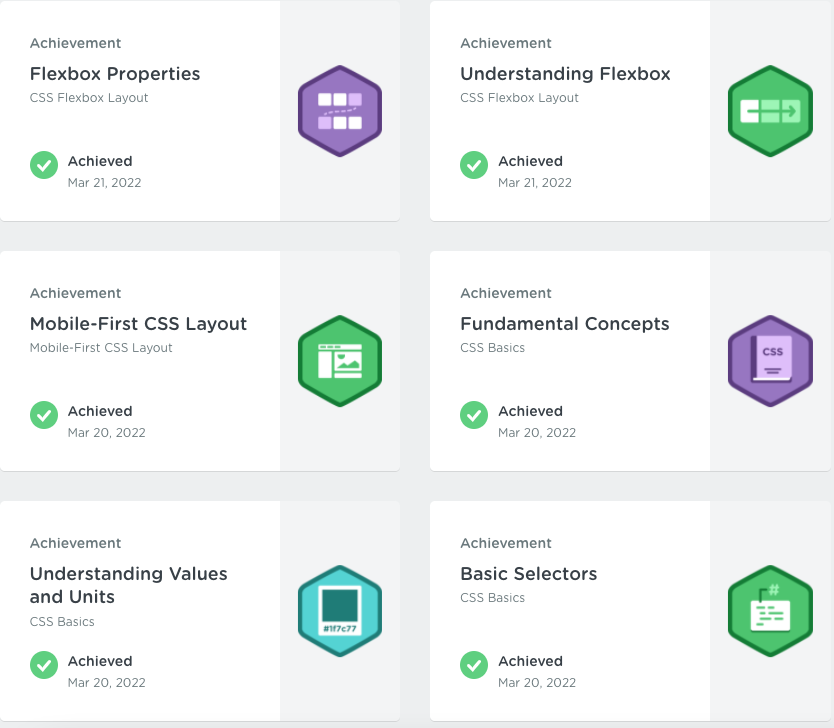 Achievement
Flexbox Properties
CSS Flexbox Layout
Achieved
Mar 21, 2022
Achievement
Understanding Flexbox
CSS Flexbox Layout
Achieved
Mar 21, 2022
Achievement
Mobile-First CSS Layout
Mobile-First CSS Layout
Achieved
Mar 20, 2022
Achievement
Fundamental Concepts
CSS Basics
Achieved
Mar 20, 2022
CSS
Achievement
Understanding Values
and Units
CSS Basics
Achieved
Mar 20, 2022
#1f7c77
Achievement
Basic Selectors
CSS Basics
Achieved
Mar 20, 2022
#